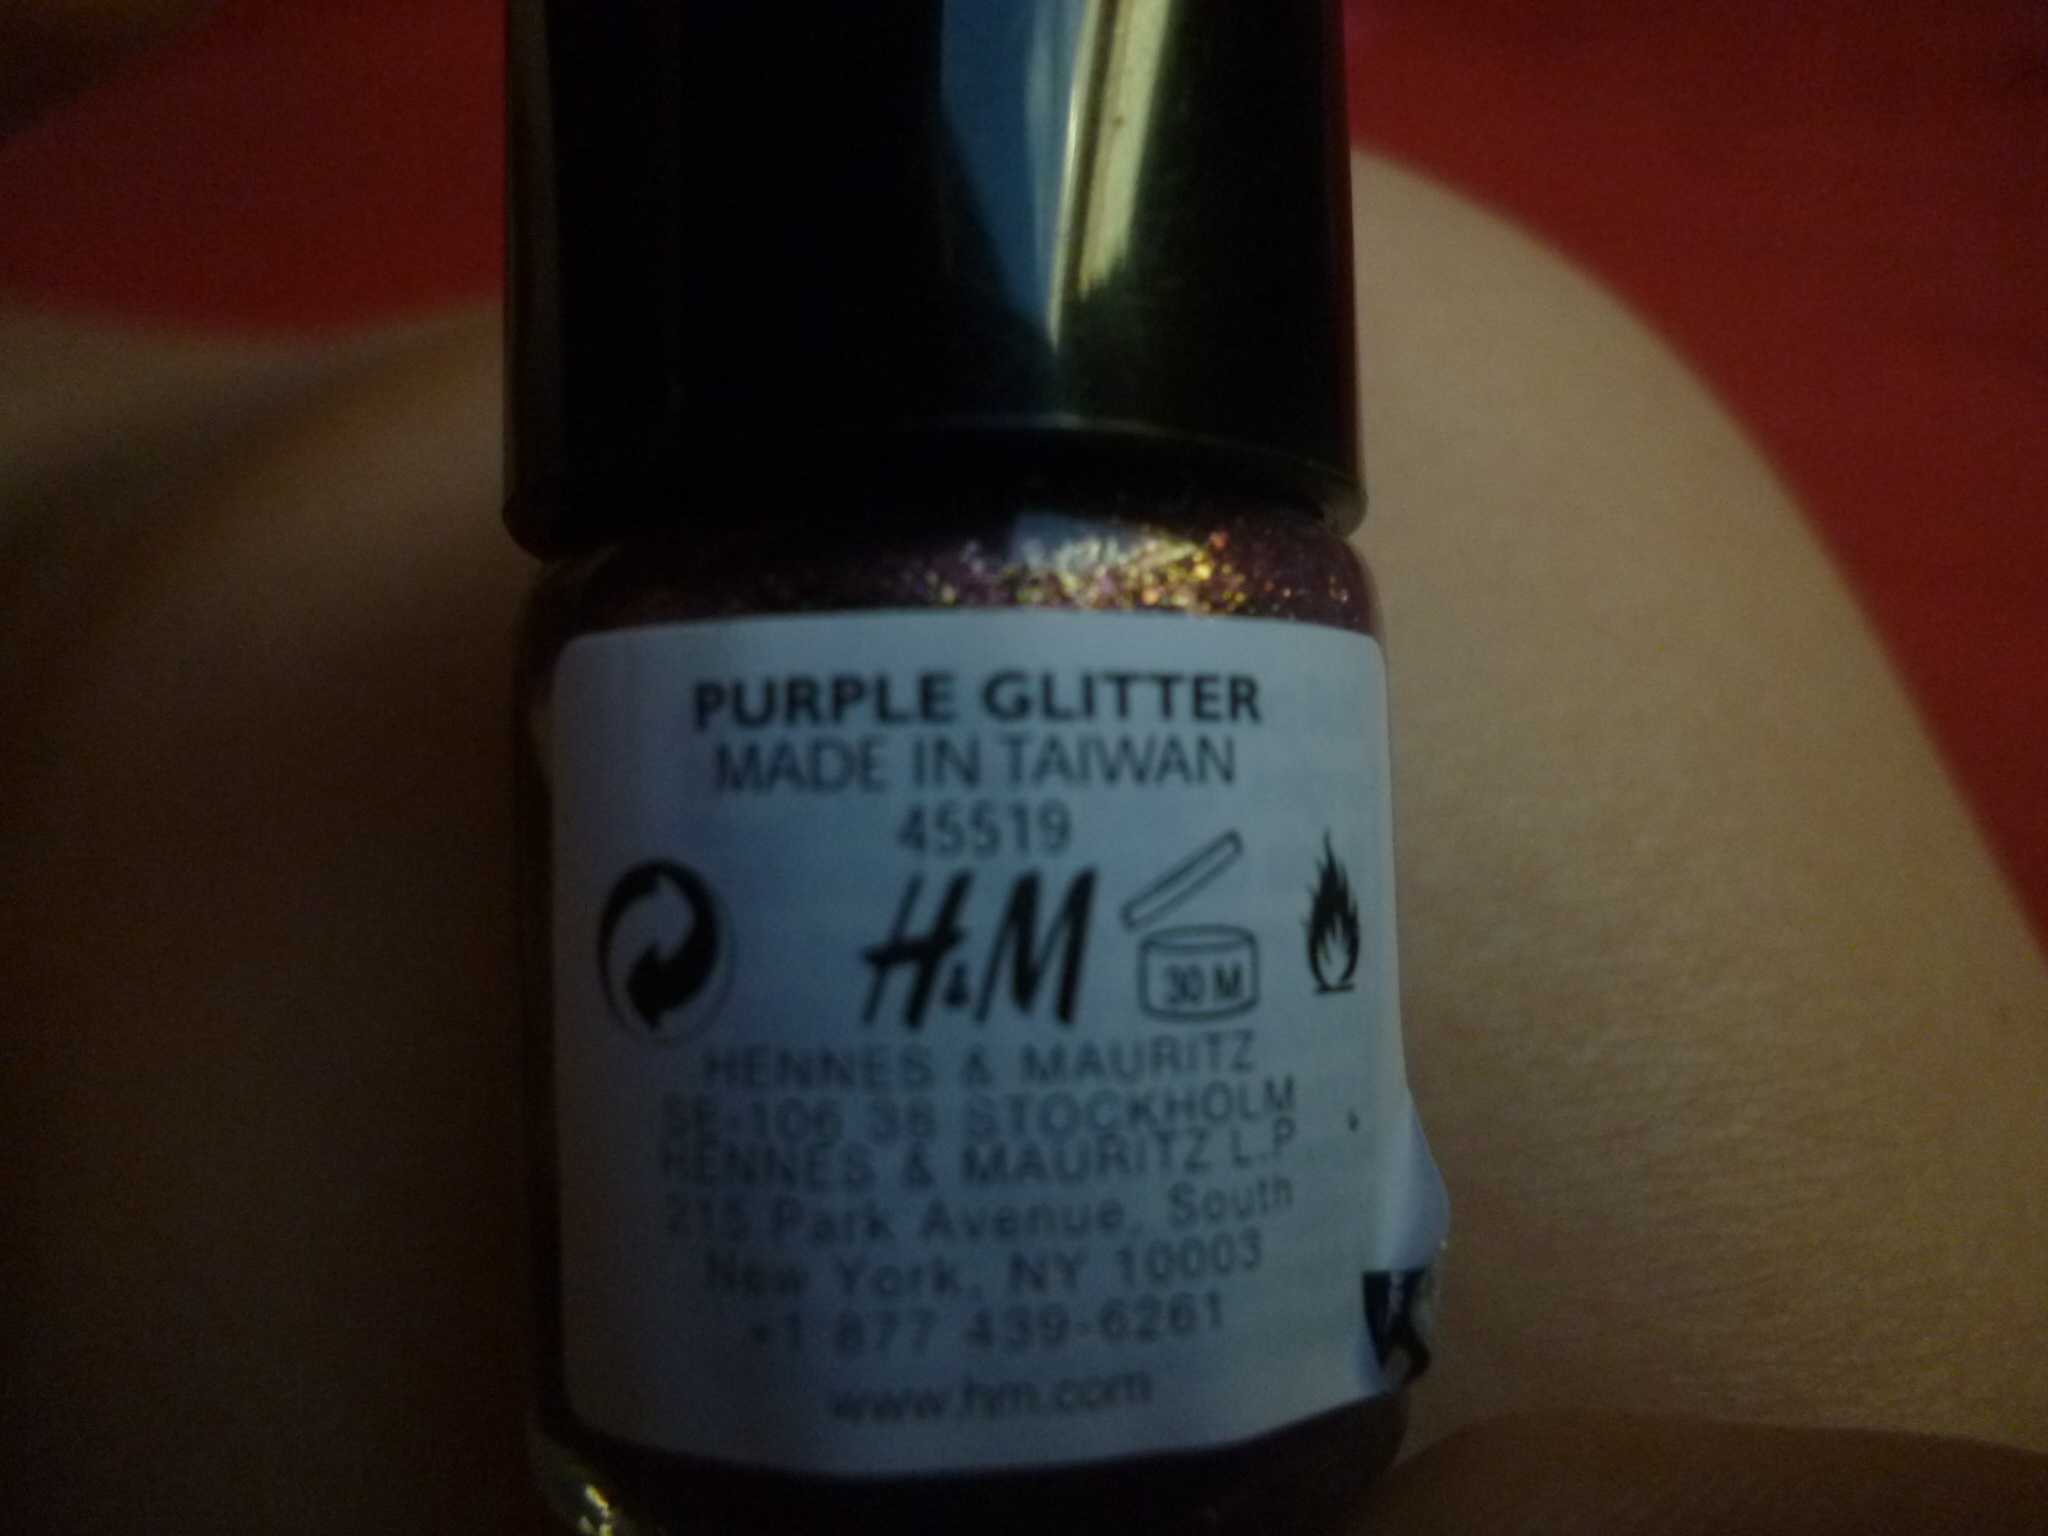 PURPLE GLITTER
MADE IN TAIWAN
45519
H&M 30 M
HENNES & MAURITZ
SE-106 38 STOCKHOLM
HENNES & MAURITZ L.P
215 Park Avenue, South
New York, NY 10003
+1 877 439-6261
www.hm.com